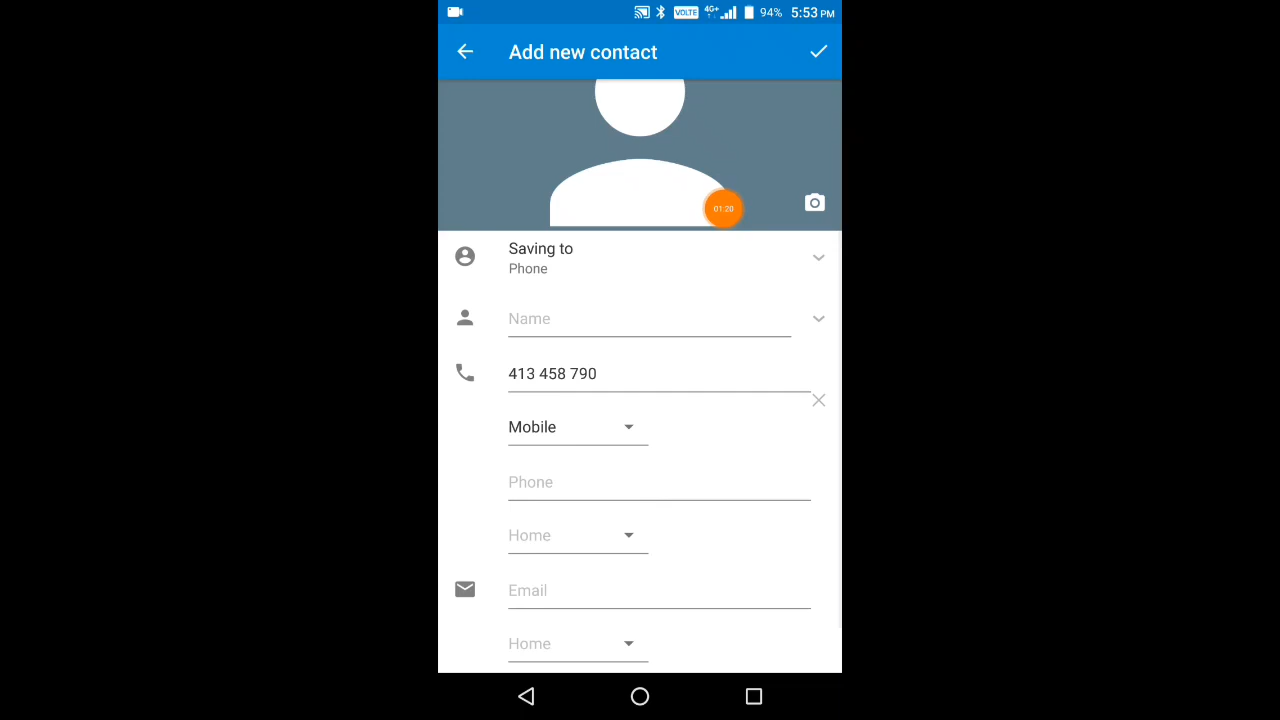 VOLTE 4G+ 94% 5:53 PM
Add new contact
01:20
Saving to
Phone
Name
413 458 790
Mobile
Phone
Home
Email
Home